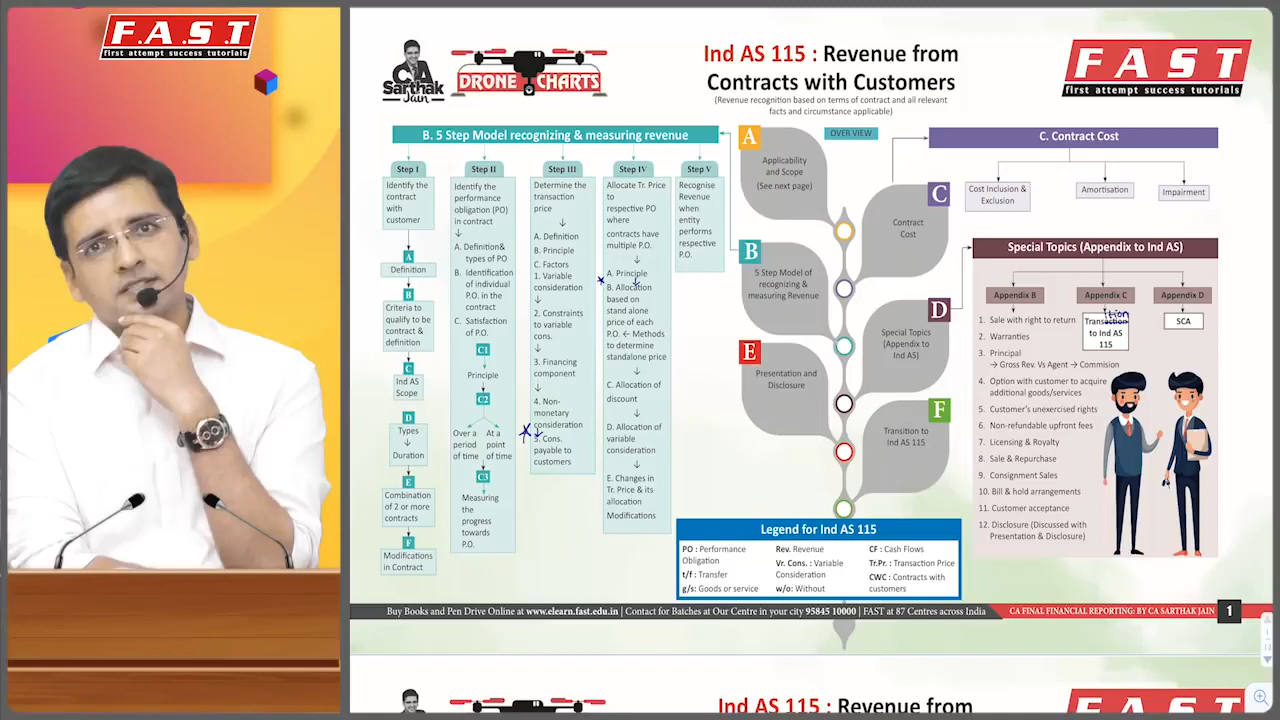 F.A.S.T
first attempt success tutorials
CA
Sarthak
Jain
DRONE CHARTS
Ind AS 115 : Revenue from
Contracts with Customers
(Revenue recognition based on terms of contract and all relevant
facts and circumstance applicable)
FAST
first attempt success tutorials
B. 5 Step Model recognizing & measuring revenue
Step I
Identify the
contract
with
customer
A
Definition
B
Criteria to
qualify to be
contract &
definition
C
Ind AS
Scope
D
Types
↓
Duration
E
Combination
of 2 or more
contracts
F
Modifications
in Contract
Step II
Identify the
performance
obligation (PO)
in contract
↓
A. Definition&
types of PO
B. Identification
of individual
P.O. in the
contract
C. Satisfaction
of P.O.
C1
Principle
C2
Over a
period
of time
At a
point
of time
C3
Measuring
the
progress
towards
P.O.
Step III
Determine the
transaction
price
↓
A. Definition
B. Principle
C. Factors
1. Variable
consideration
↓
2. Constraints
to variable
cons.
↓
3. Financing
component
↓
4. Non-
monetary
consideration
5. Cons.
payable to
customers
Step IV
Allocate Tr. Price
to
respective PO
where
contracts have
multiple P.O.
↓
A. Principle
B. Allocation
based on
stand alone
price of each
P.O. ← Methods
to determine
standalone price
↓
C. Allocation of
discount
↓
D. Allocation of
variable
consideration
↓
E. Changes in
Tr. Price & its
allocation
Modifications
Step V
Recognise
Revenue
when
entity
performs
respective
P.O.
OVER VIEW
A
Applicability
and Scope
(See next page)
B
5 Step Model of
recognizing &
measuring Revenue
C
Contract
Cost
D
Special Topics
(Appendix to
Ind AS)
E
Presentation and
Disclosure
F
Transition to
Ind AS 115
C. Contract Cost
Cost Inclusion &
Exclusion
Amortisation
Impairment
Special Topics (Appendix to Ind AS)
Appendix B
1. Sale with right to return
2. Warranties
3. Principal
→ Gross Rev. Vs Agent → Commision
4. Option with customer to acquire
additional goods/services
5. Customer's unexercised rights
6. Non-refundable upfront fees
7. Licensing & Royalty
8. Sale & Repurchase
9. Consignment Sales
10. Bill & hold arrangements
11. Customer acceptance
12. Disclosure (Discussed with
Presentation & Disclosure)
Appendix C
tion
Transaction
to Ind AS
115
Appendix D
SCA
Legend for Ind AS 115
PO : Performance
Obligation
t/f : Transfer
g/s: Goods or service
Rev. Revenue
Vr. Cons. : Variable
Consideration
w/o: Without
CF : Cash Flows
Tr.Pr. : Transaction Price
CWC : Contracts with
customers
Buy Books and Pen Drive Online at www.elearn.fast.edu.in | Contact for Batches at Our Centre in your city 95845 10000 | FAST at 87 Centres across India
CA FINAL FINANCIAL REPORTING: BY CA SARTHAK JAIN
1
Ind AS 115 : Revenue from
FAST